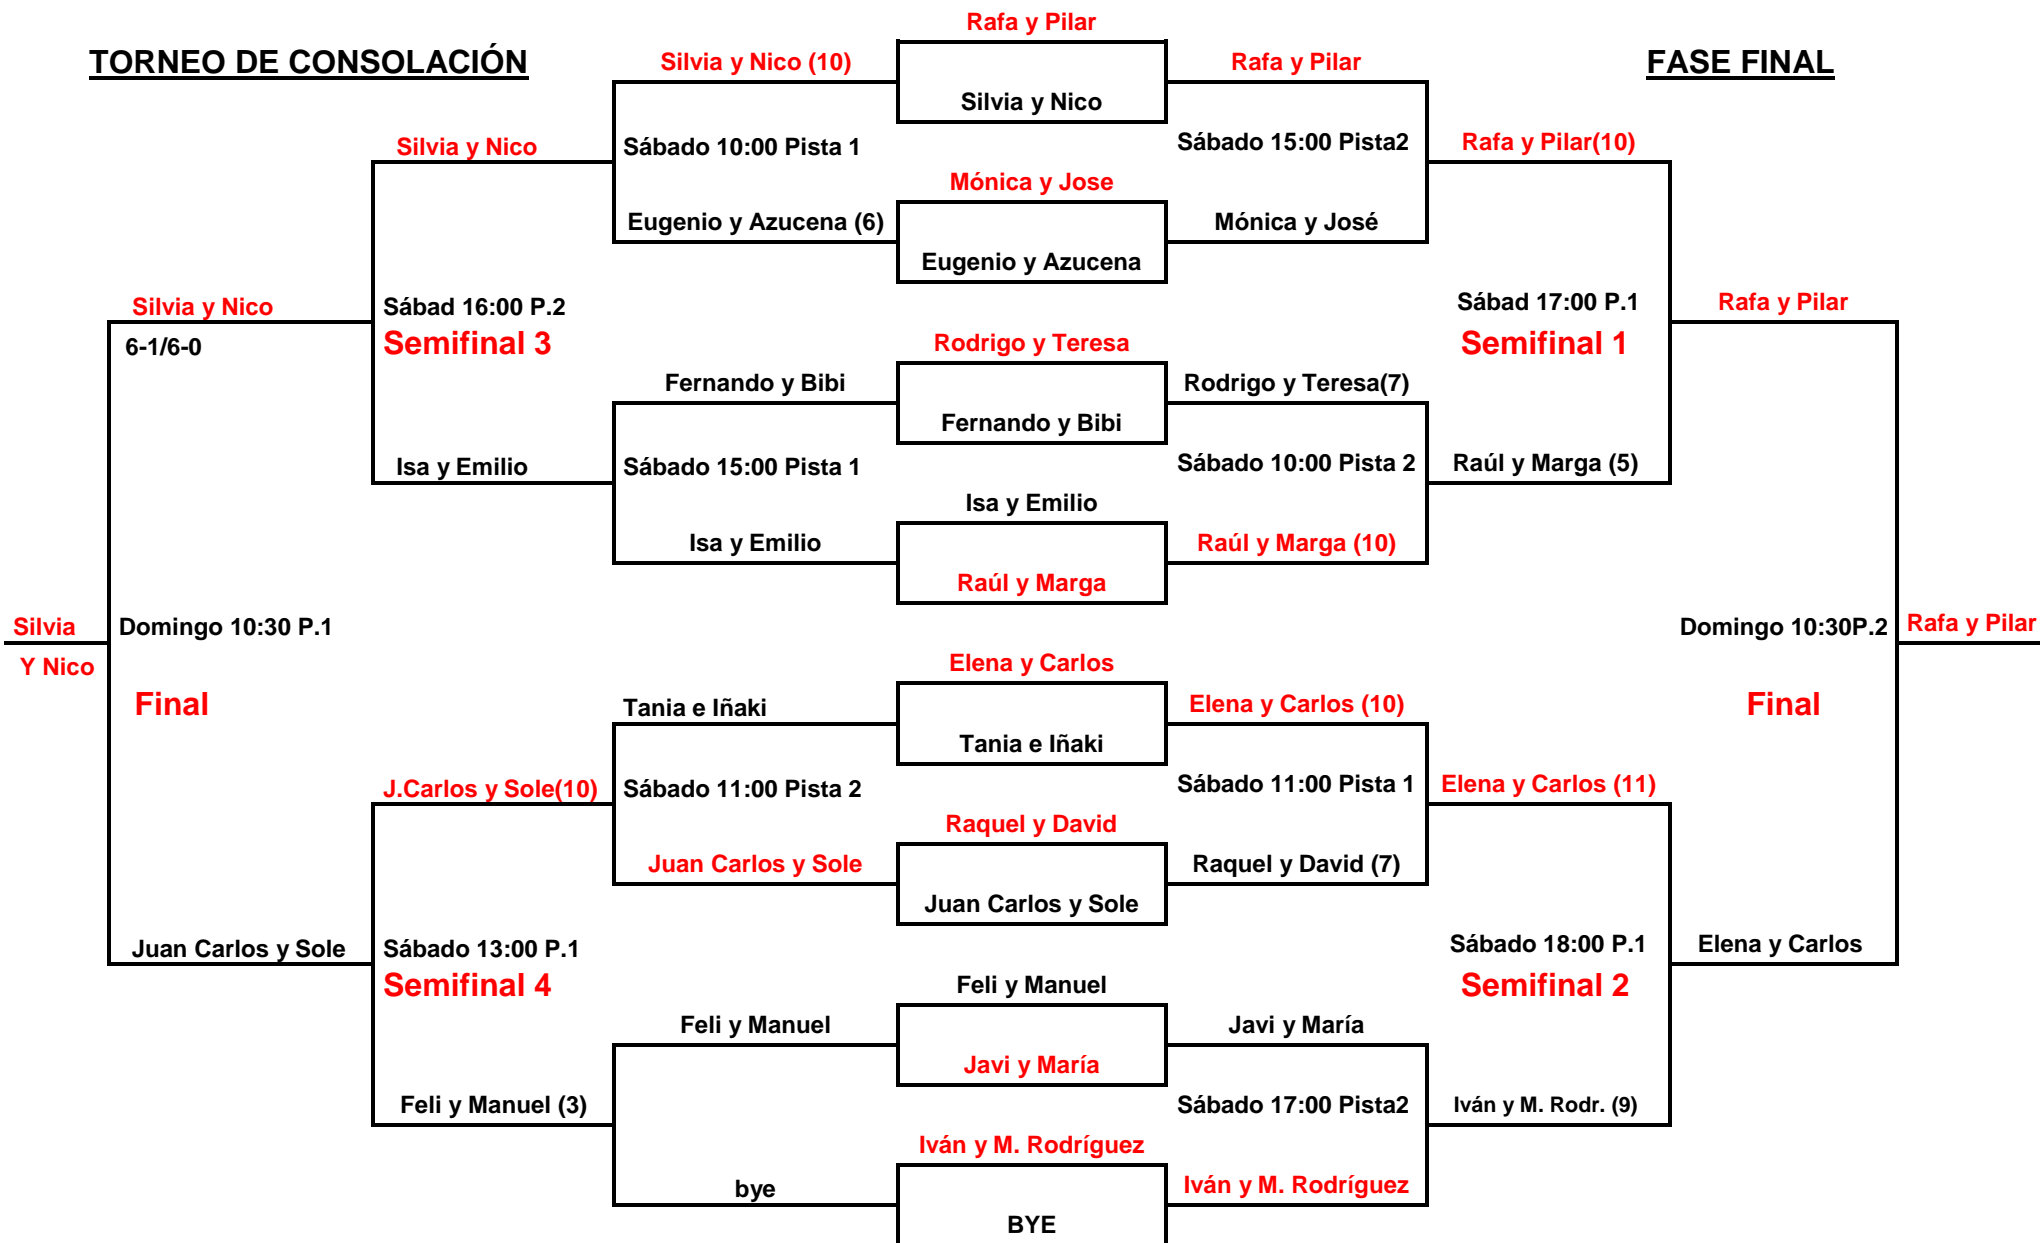 Rafa y Pilar
TORNEO DE CONSOLACIÓN
Silvia y Nico (10)
Rafa y Pilar
FASE FINAL
Silvia y Nico
Silvia y Nico
Sábado 10:00 Pista 1
Sábado 15:00 Pista2
Rafa y Pilar(10)
Mónica y Jose
Eugenio y Azucena (6)
Mónica y José
Eugenio y Azucena
Silvia y Nico
Sábad 16:00 P.2
Sábad 17:00 P.1
Rafa y Pilar
6-1/6-0
Semifinal 3
Rodrigo y Teresa
Semifinal 1
Fernando y Bibi
Rodrigo y Teresa(7)
Fernando y Bibi
Isa y Emilio
Sábado 15:00 Pista 1
Sábado 10:00 Pista 2
Raúl y Marga (5)
Isa y Emilio
Isa y Emilio
Raúl y Marga (10)
Raúl y Marga
Silvia
Domingo 10:30 P.1
Domingo 10:30P.2
Rafa y Pilar
Y Nico
Elena y Carlos
Final
Tania e Iñaki
Elena y Carlos (10)
Final
Tania e Iñaki
J.Carlos y Sole(10)
Sábado 11:00 Pista 2
Sábado 11:00 Pista 1
Elena y Carlos (11)
Raquel y David
Juan Carlos y Sole
Raquel y David (7)
Juan Carlos y Sole
Juan Carlos y Sole
Sábado 13:00 P.1
Sábado 18:00 P.1
Elena y Carlos
Semifinal 4
Feli y Manuel
Semifinal 2
Feli y Manuel
Javi y María
Javi y María
Feli y Manuel (3)
Sábado 17:00 Pista2
Iván y M. Rodr. (9)
Iván y M. Rodríguez
bye
Iván y M. Rodríguez
BYE